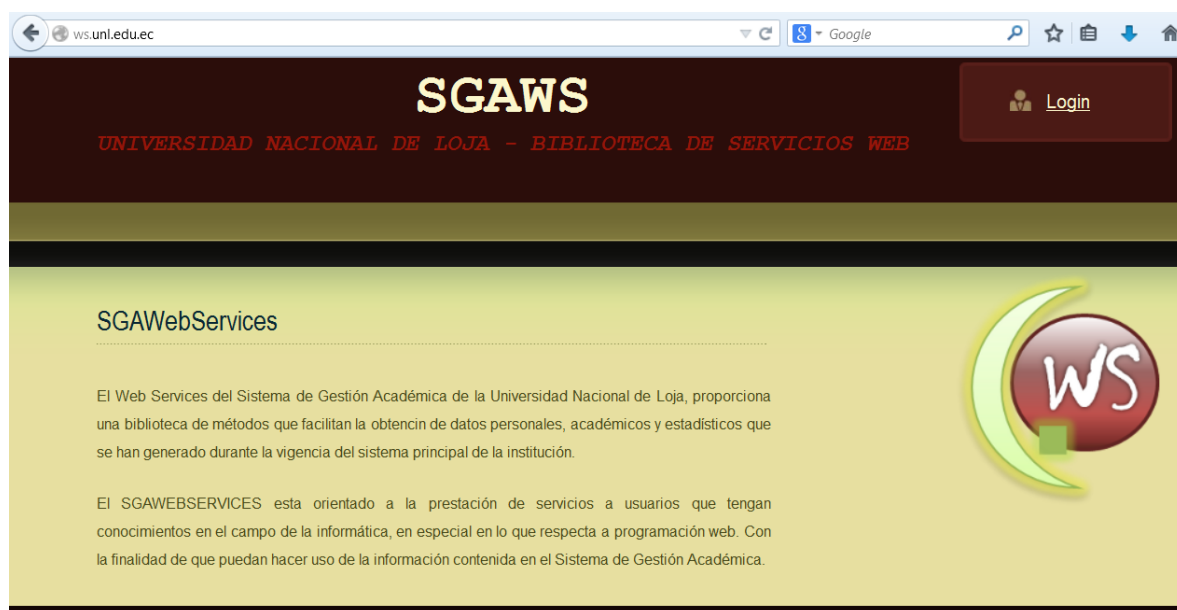 ws.unl.edu.ec
8 Google
SGAWS
Login
UNIVERSIDAD NACIONAL DE LOJA - BIBLIOTECA DE SERVICIOS WEB
SGAWebServices
WS
El Web Services del Sistema de Gestión Académica de la Universidad Nacional de Loja, proporciona
una biblioteca de métodos que facilitan la obtencin de datos personales, académicos y estadísticos que
se han generado durante la vigencia del sistema principal de la institución.
El SGAWEBSERVICES esta orientado a la prestación de servicios a usuarios que tengan
conocimientos en el campo de la informática, en especial en lo que respecta a programación web. Con
la finalidad de que puedan hacer uso de la información contenida en el Sistema de Gestión Académica.